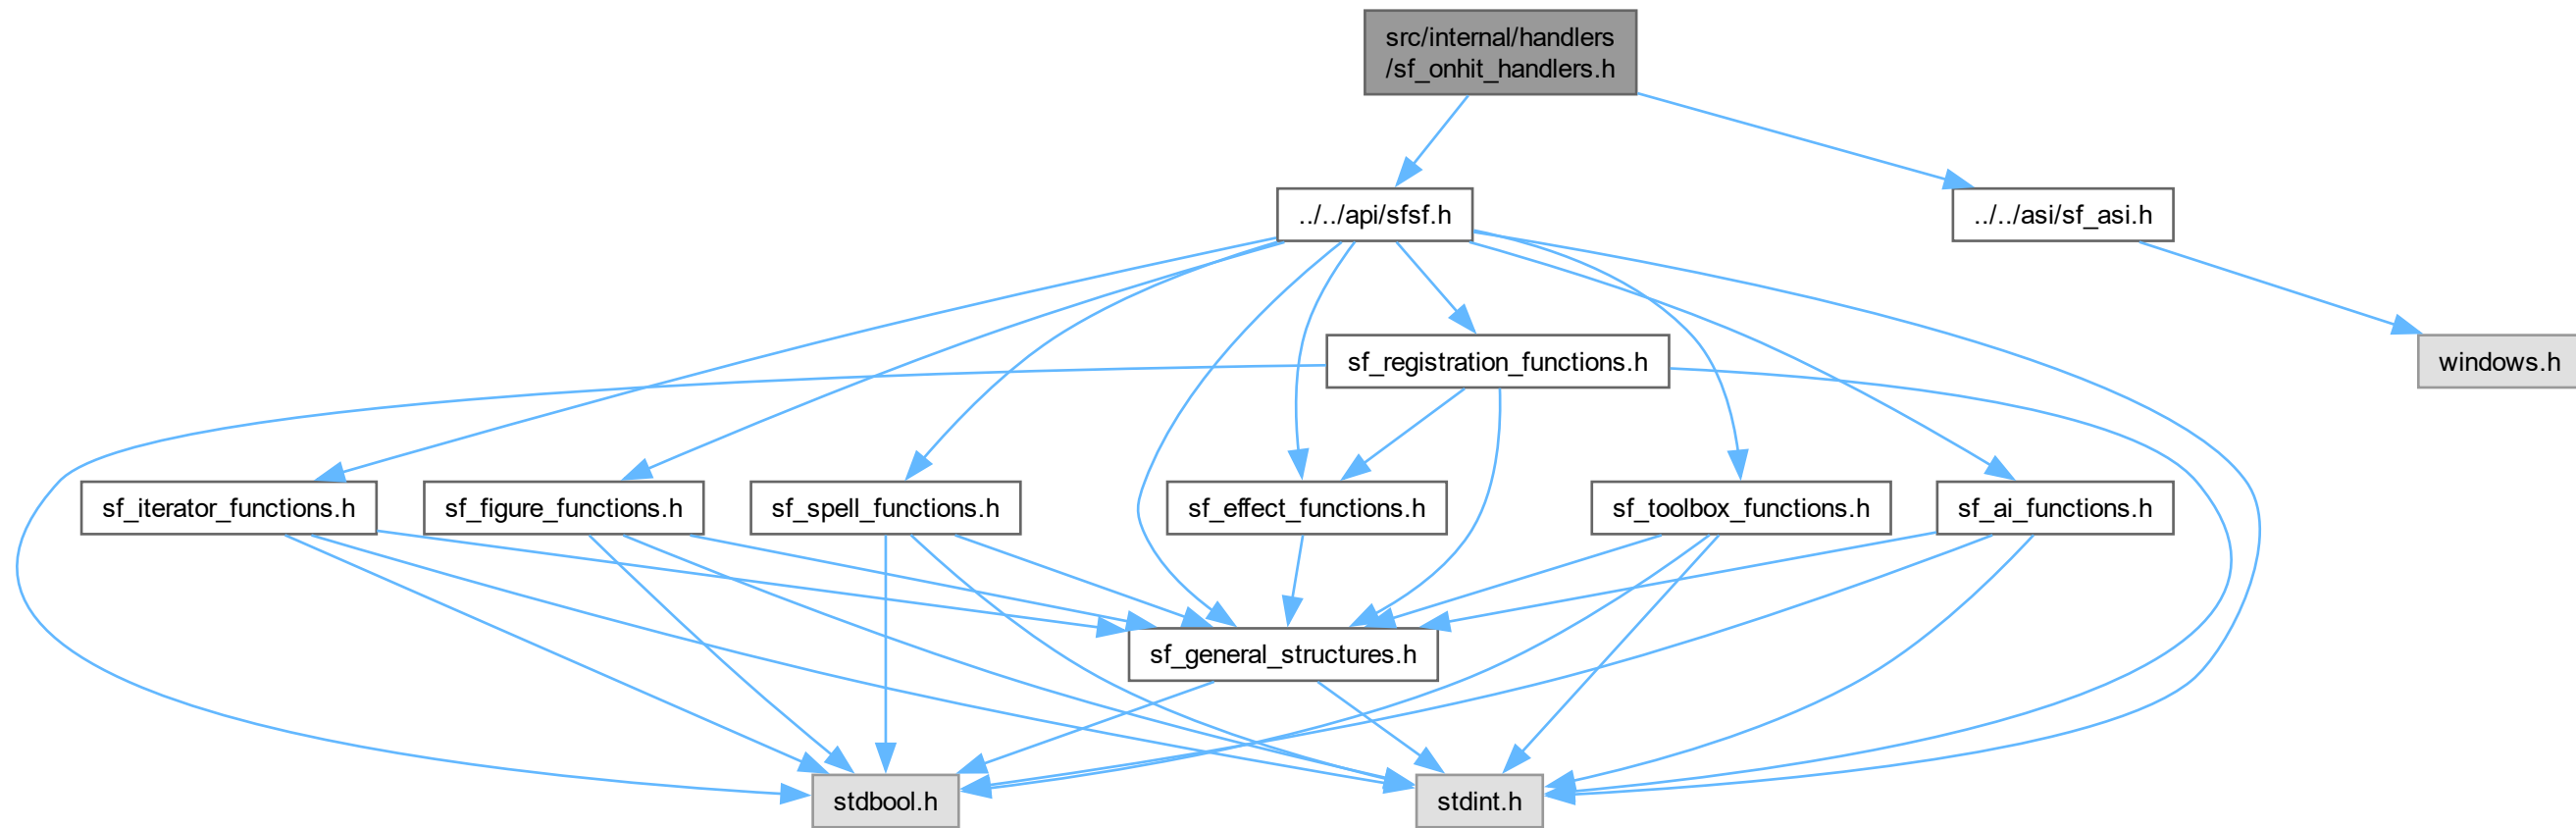 src/internal/handlers
/sf_onhit_handlers.h
../../api/sfsf.h
../../asi/sf_asi.h
sf_registration_functions.h
windows.h
sf_iterator_functions.h
sf_figure_functions.h
sf_spell_functions.h
sf_effect_functions.h
sf_toolbox_functions.h
sf_ai_functions.h
sf_general_structures.h
stdbool.h
stdint.h